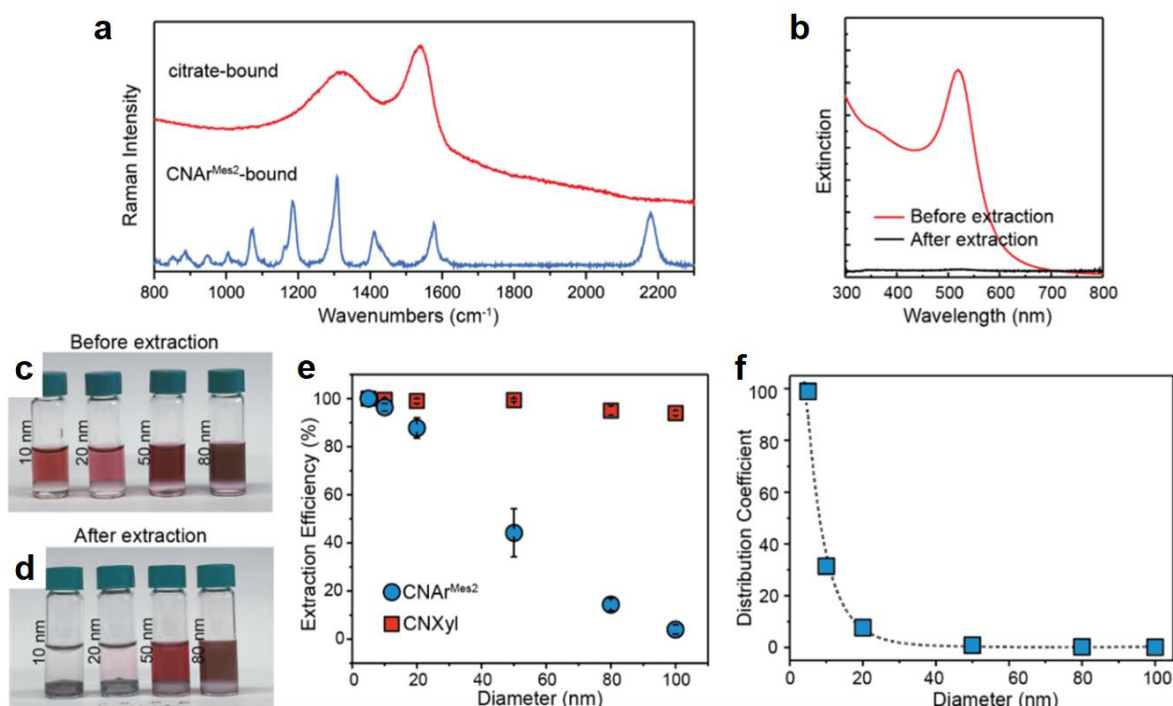 a
citrate-bound
CNArMes2-bound
Raman Intensity
800 1000 1200 1400 1600 1800 2000 2200
Wavenumbers (cm-1)
b
Extinction
Before extraction
After extraction
300 400 500 600 700 800
Wavelength (nm)
c
Before extraction
10 nm
20 nm
50 nm
80 nm
d
After extraction
10 nm
20 nm
50 nm
80 nm
e
Extraction Efficiency (%)
100
80
60
40
20
0
CNArMes2
CNXyl
0 20 40 60 80 100
Diameter (nm)
f
Distribution Coefficient
100
80
60
40
20
0
0 20 40 60 80 100
Diameter (nm)